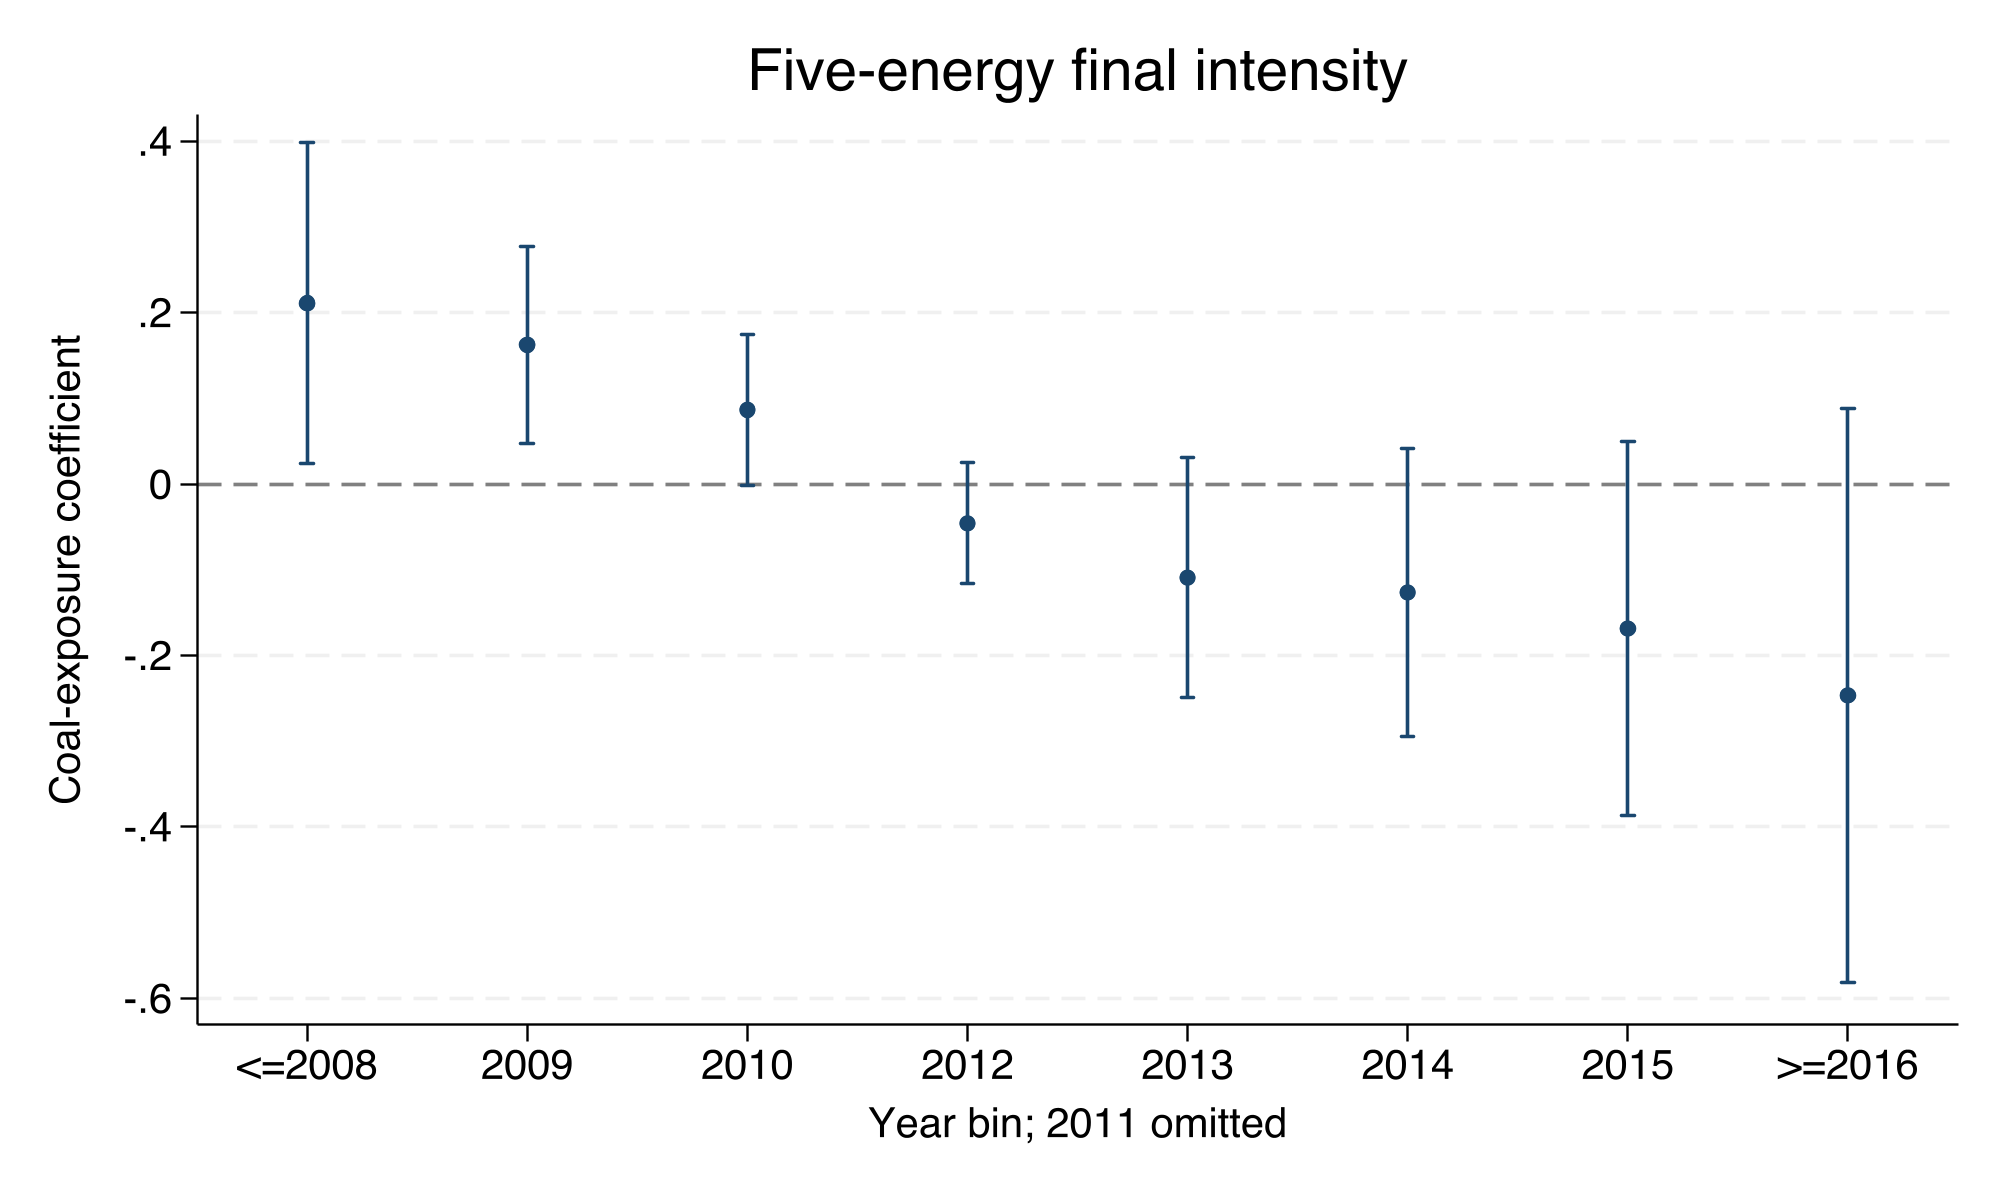 Five-energy final intensity
Coal-exposure coefficient
.4
.2
0
-.2
-.4
-.6
<=2008 2009 2010 2012 2013 2014 2015 >=2016
Year bin; 2011 omitted